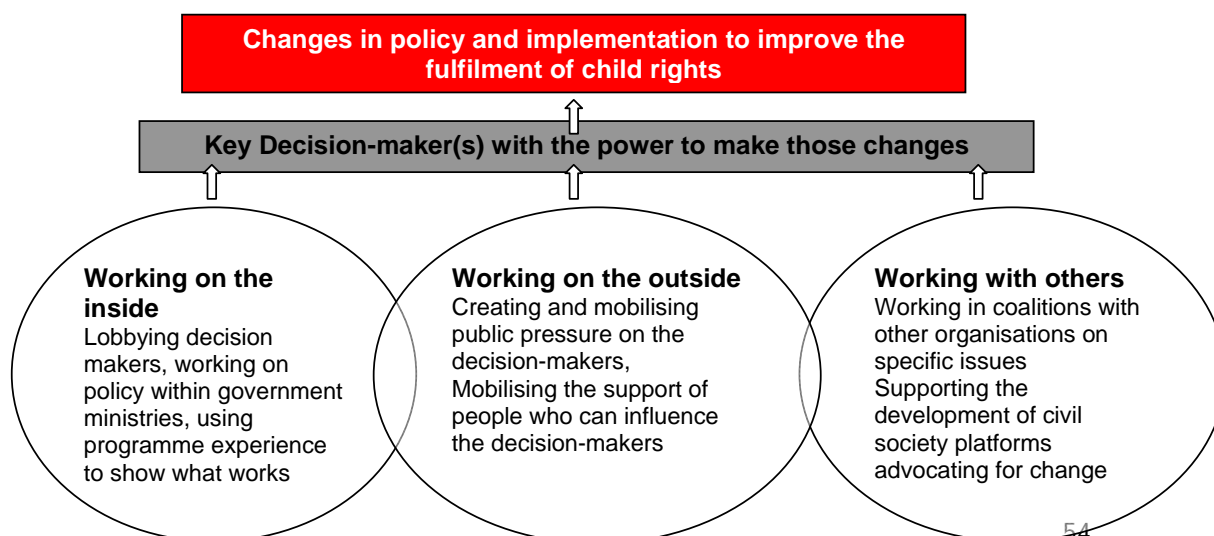 Changes in policy and implementation to improve the
fulfilment of child rights
Key Decision-maker(s) with the power to make those changes
Working on the
inside
Lobbying decision
makers, working on
policy within government
ministries, using
programme experience
to show what works
Working on the outside
Creating and mobilising
public pressure on the
decision-makers,
Mobilising the support of
people who can influence
the decision-makers
Working with others
Working in coalitions with
other organisations on
specific issues
Supporting the
development of civil
society platforms
advocating for change
54